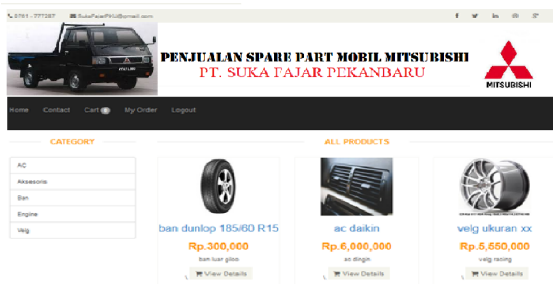 0761 - 777287 SukaFajarPKU@gmail.com
PENJUALAN SPARE PART MOBIL MITSUBISHI
PT. SUKA FAJAR PEKANBARU
MITSUBISHI
Home Contact Cart 0 My Order Logout
CATEGORY
AC
Aksesoris
Ban
Engine
Velg
ALL PRODUCTS
ban dunlop 185/60 R15
Rp.300,000
ban luar
View Details
ac daikin
Rp.6,000,000
ac dingin
View Details
velg ukuran xx
Rp.5,550,000
velg racing
View Details